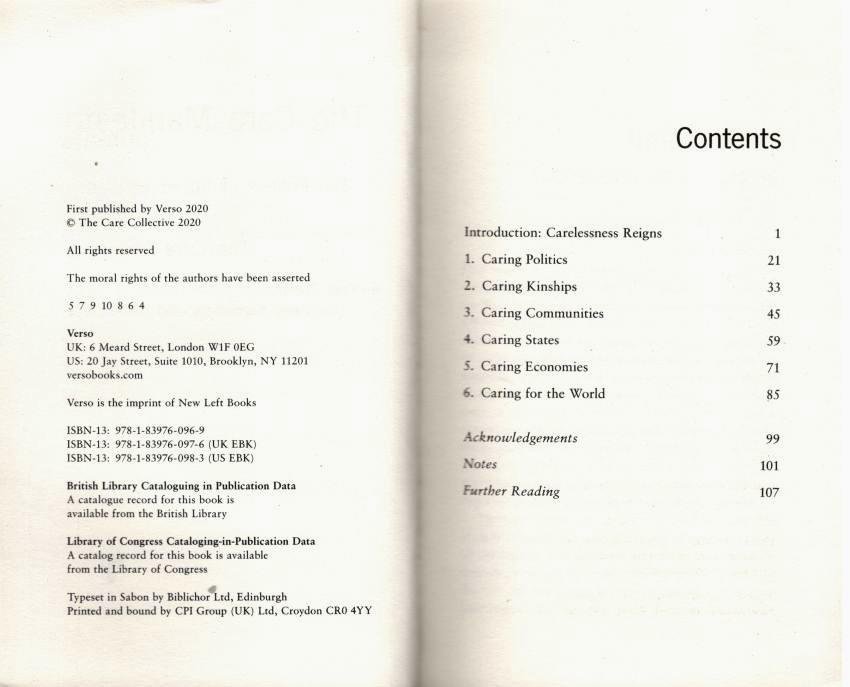 First published by Verso 2020
© The Care Collective 2020
All rights reserved
The moral rights of the authors have been asserted
5 7 9 10 8 6 4
Verso
UK: 6 Meard Street, London W1F 0EG
US: 20 Jay Street, Suite 1010, Brooklyn, NY 11201
versobooks.com
Verso is the imprint of New Left Books
ISBN-13: 978-1-83976-096-9
ISBN-13: 978-1-83976-097-6 (UK EBK)
ISBN-13: 978-1-83976-098-3 (US EBK)
British Library Cataloguing in Publication Data
A catalogue record for this book is
available from the British Library
Library of Congress Cataloging-in-Publication Data
A catalog record for this book is available
from the Library of Congress
Typeset in Sabon by Biblichor Ltd, Edinburgh
Printed and bound by CPI Group (UK) Ltd, Croydon CR0 4YY
Contents
Introduction: Carelessness Reigns 1
1. Caring Politics 21
2. Caring Kinships 33
3. Caring Communities 45
4. Caring States 59
5. Caring Economies 71
6. Caring for the World 85
Acknowledgements 99
Notes 101
Further Reading 107